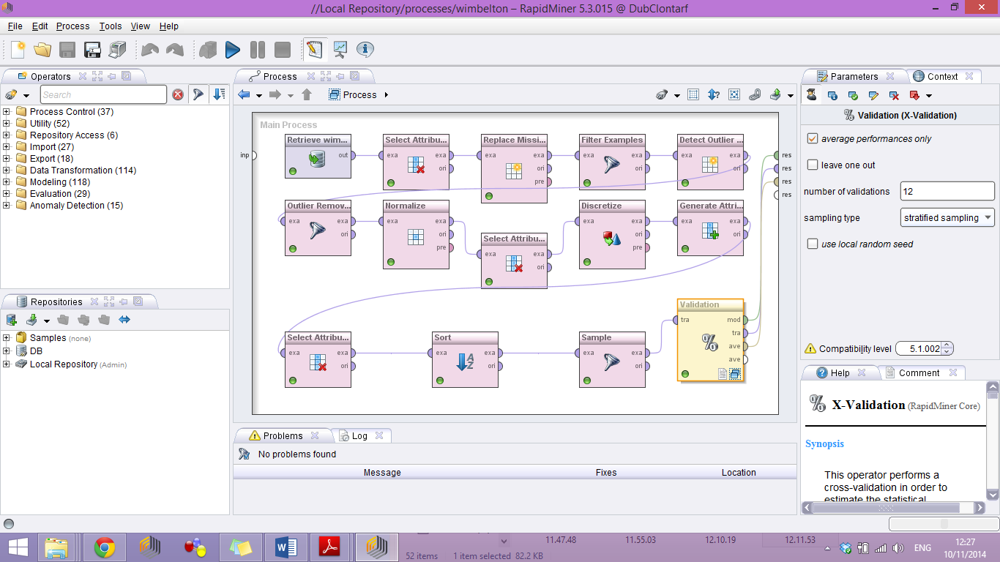 //Local Repository/processes/wimbelton – RapidMiner 5.3.015 @ DubClontarf
File Edit Process Tools View Help
Operators
Search
Process Control (37)
Utility (52)
Repository Access (6)
Import (27)
Export (18)
Data Transformation (114)
Modeling (118)
Evaluation (29)
Anomaly Detection (15)
Repositories
Samples (none)
DB
Local Repository (Admin)
Process
Process
Main Process
inp
Retrieve wim...
out
Select Attribu...
exa exa
ori
Replace Missi...
exa exa
ori
pre
Filter Examples
exa exa
ori
Detect Outlier ...
exa exa
ori
res
res
res
res
Outlier Remov...
exa exa
ori
Normalize
exa exa
ori
pre
Select Attribu...
exa exa
ori
Discretize
exa exa
ori
pre
Generate Attri...
exa exa
ori
Select Attribu...
exa exa
ori
Sort
exa exa
ori
Sample
exa exa
ori
Validation
tra mod
tra
ave
ave
Problems
Log
No problems found
Message Fixes Location
Parameters
Context
Validation (X-Validation)
average performances only
leave one out
number of validations 12
sampling type stratified sampling
use local random seed
Compatibility level 5.1.002
Help
Comment
X-Validation (RapidMiner Core)
Synopsis
This operator performs a
cross-validation in order to
estimate the statistical
11.47.48 11.55.03 12.10.19 12.11.53
52 items 1 item selected 82.2 KB
ENG
12:27
10/11/2014